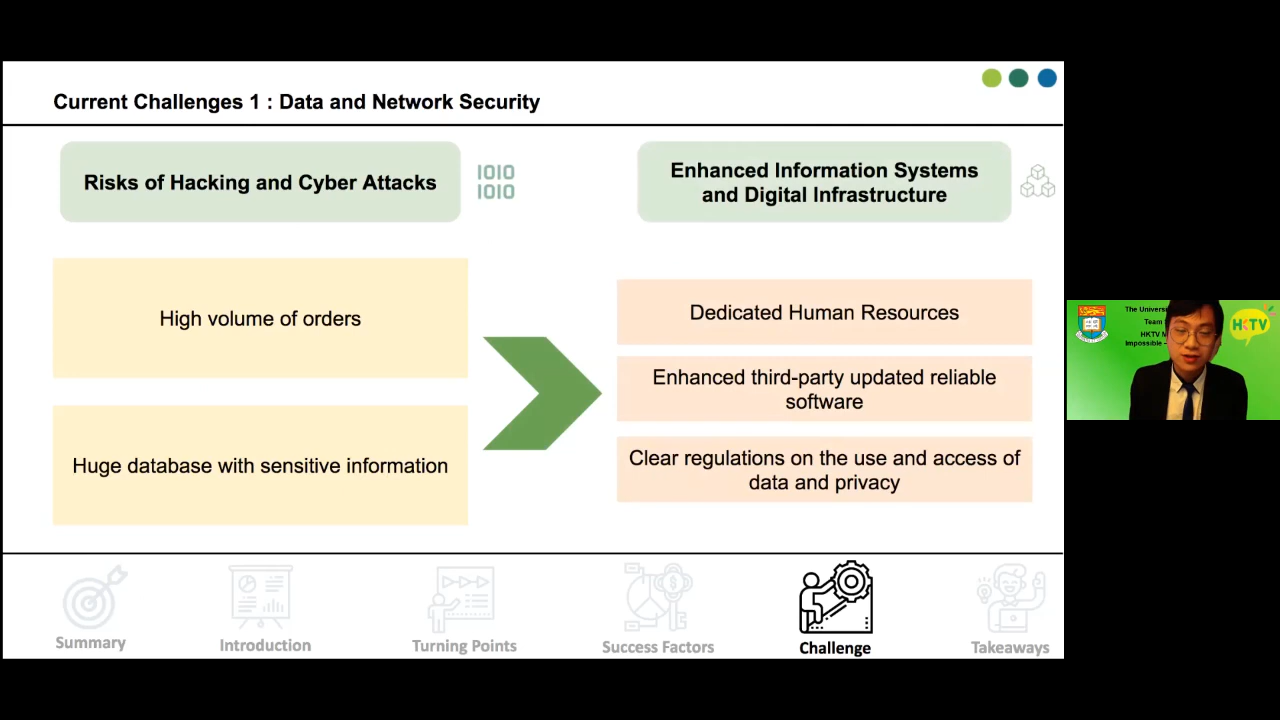 Current Challenges 1 : Data and Network Security
Risks of Hacking and Cyber Attacks
1010
1010
Enhanced Information Systems
and Digital Infrastructure
High volume of orders
Huge database with sensitive information
Dedicated Human Resources
Enhanced third-party updated reliable
software
Clear regulations on the use and access of
data and privacy
Summary
Introduction
Turning Points
Success Factors
Challenge
Takeaways
The
Team
HKTV
Impossible
HKTV